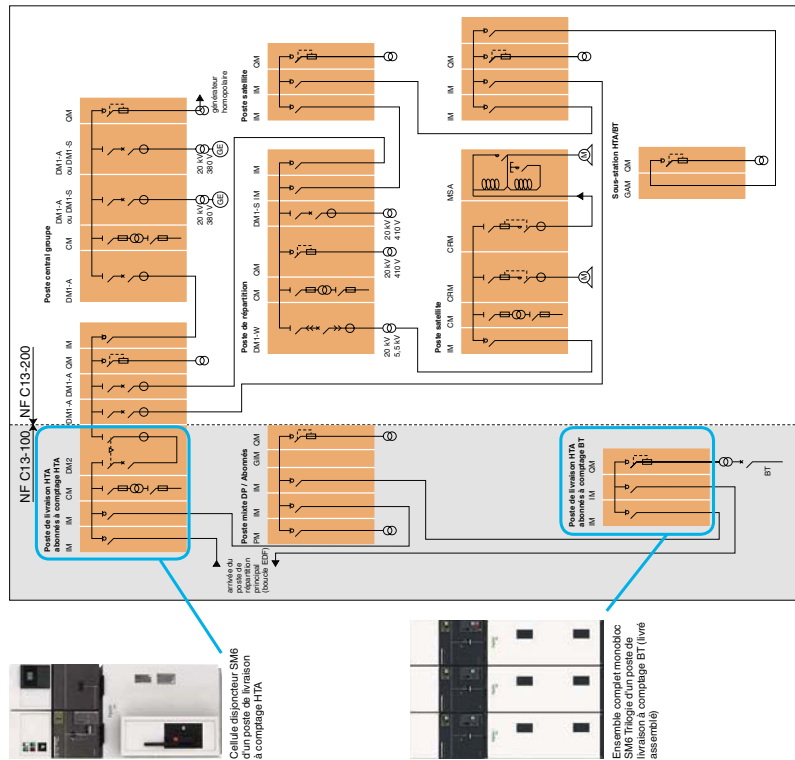 NF C13-100
NF C13-200
Poste de livraison HTA
abonnés à comptage HTA
IM
IM
CM
DM2
DM1-A
DM1-A
QM
IM
Poste central groupe
DM1-A
CM
DM1-A
ou DM1-S
DM1-A
ou DM1-S
QM
20 kV
380 V
GE
20 kV
380 V
GE
générateur
homopolaire
arrivée du
poste de
répartition
principal
(boucle EDF)
Poste mixte DP / Abonnés
PM
IM
IM
GIM
QM
Poste de répartition
DM1-W
CM
QM
DM1-S
IM
IM
20 kV
5,5 kV
20 kV
410 V
20 kV
410 V
Poste satellite
IM
IM
QM
Poste satellite
IM
CM
CRM
CRM
MSA
M
M
IM
IM
QM
Poste de livraison HTA
abonnés à comptage BT
IM
IM
QM
BT
Sous-station HTA/BT
GAM
QM
Cellule disjoncteur SM6
d'un poste de livraison
à comptage HTA
Ensemble complet monobloc
SM6 Trilogie d'un poste de
livraison à comptage BT (livré
assemblé)